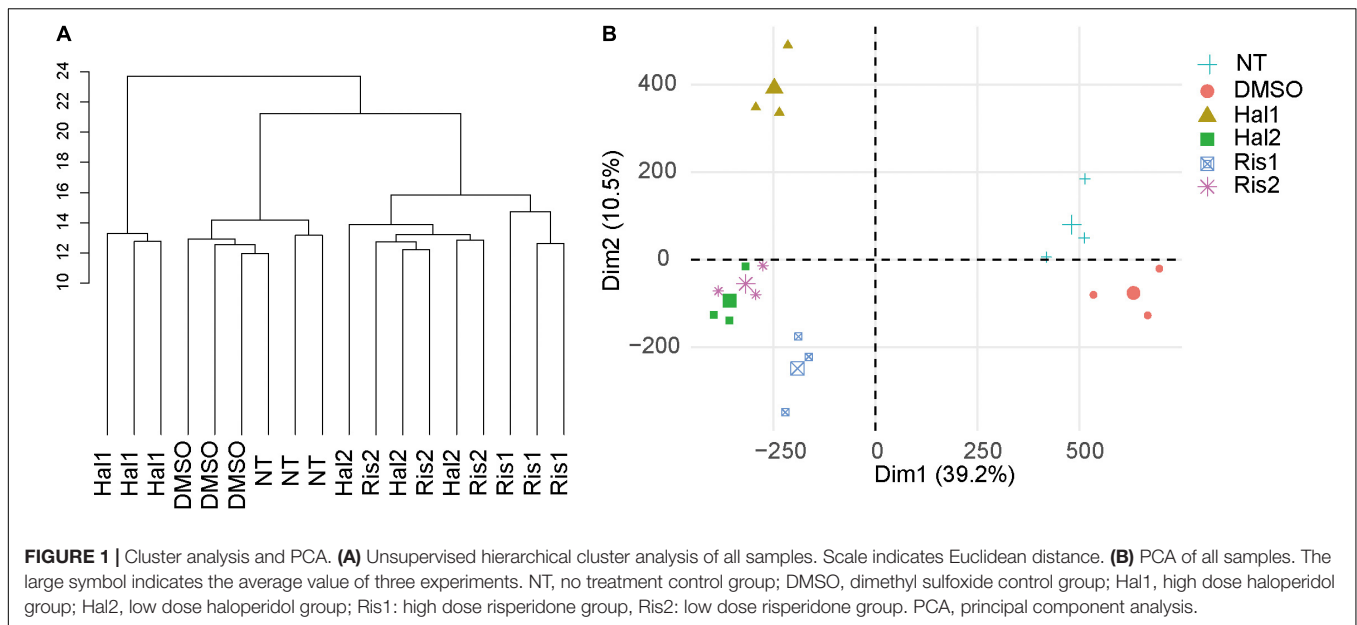 A
24
22
20
18
16
14
12
10
Hal1
Hal1
Hal1
DMSO
DMSO
DMSO
NT
NT
NT
Hal2
Ris2
Hal2
Ris2
Hal2
Ris2
Ris1
Ris1
Ris1
B
Dim2 (10.5%)
400
200
0
−200
−250
0
250
500
Dim1 (39.2%)
NT
DMSO
Hal1
Hal2
Ris1
Ris2
FIGURE 1 | Cluster analysis and PCA. (A) Unsupervised hierarchical cluster analysis of all samples. Scale indicates Euclidean distance. (B) PCA of all samples. The
large symbol indicates the average value of three experiments. NT, no treatment control group; DMSO, dimethyl sulfoxide control group; Hal1, high dose haloperidol
group; Hal2, low dose haloperidol group; Ris1: high dose risperidone group, Ris2: low dose risperidone group. PCA, principal component analysis.